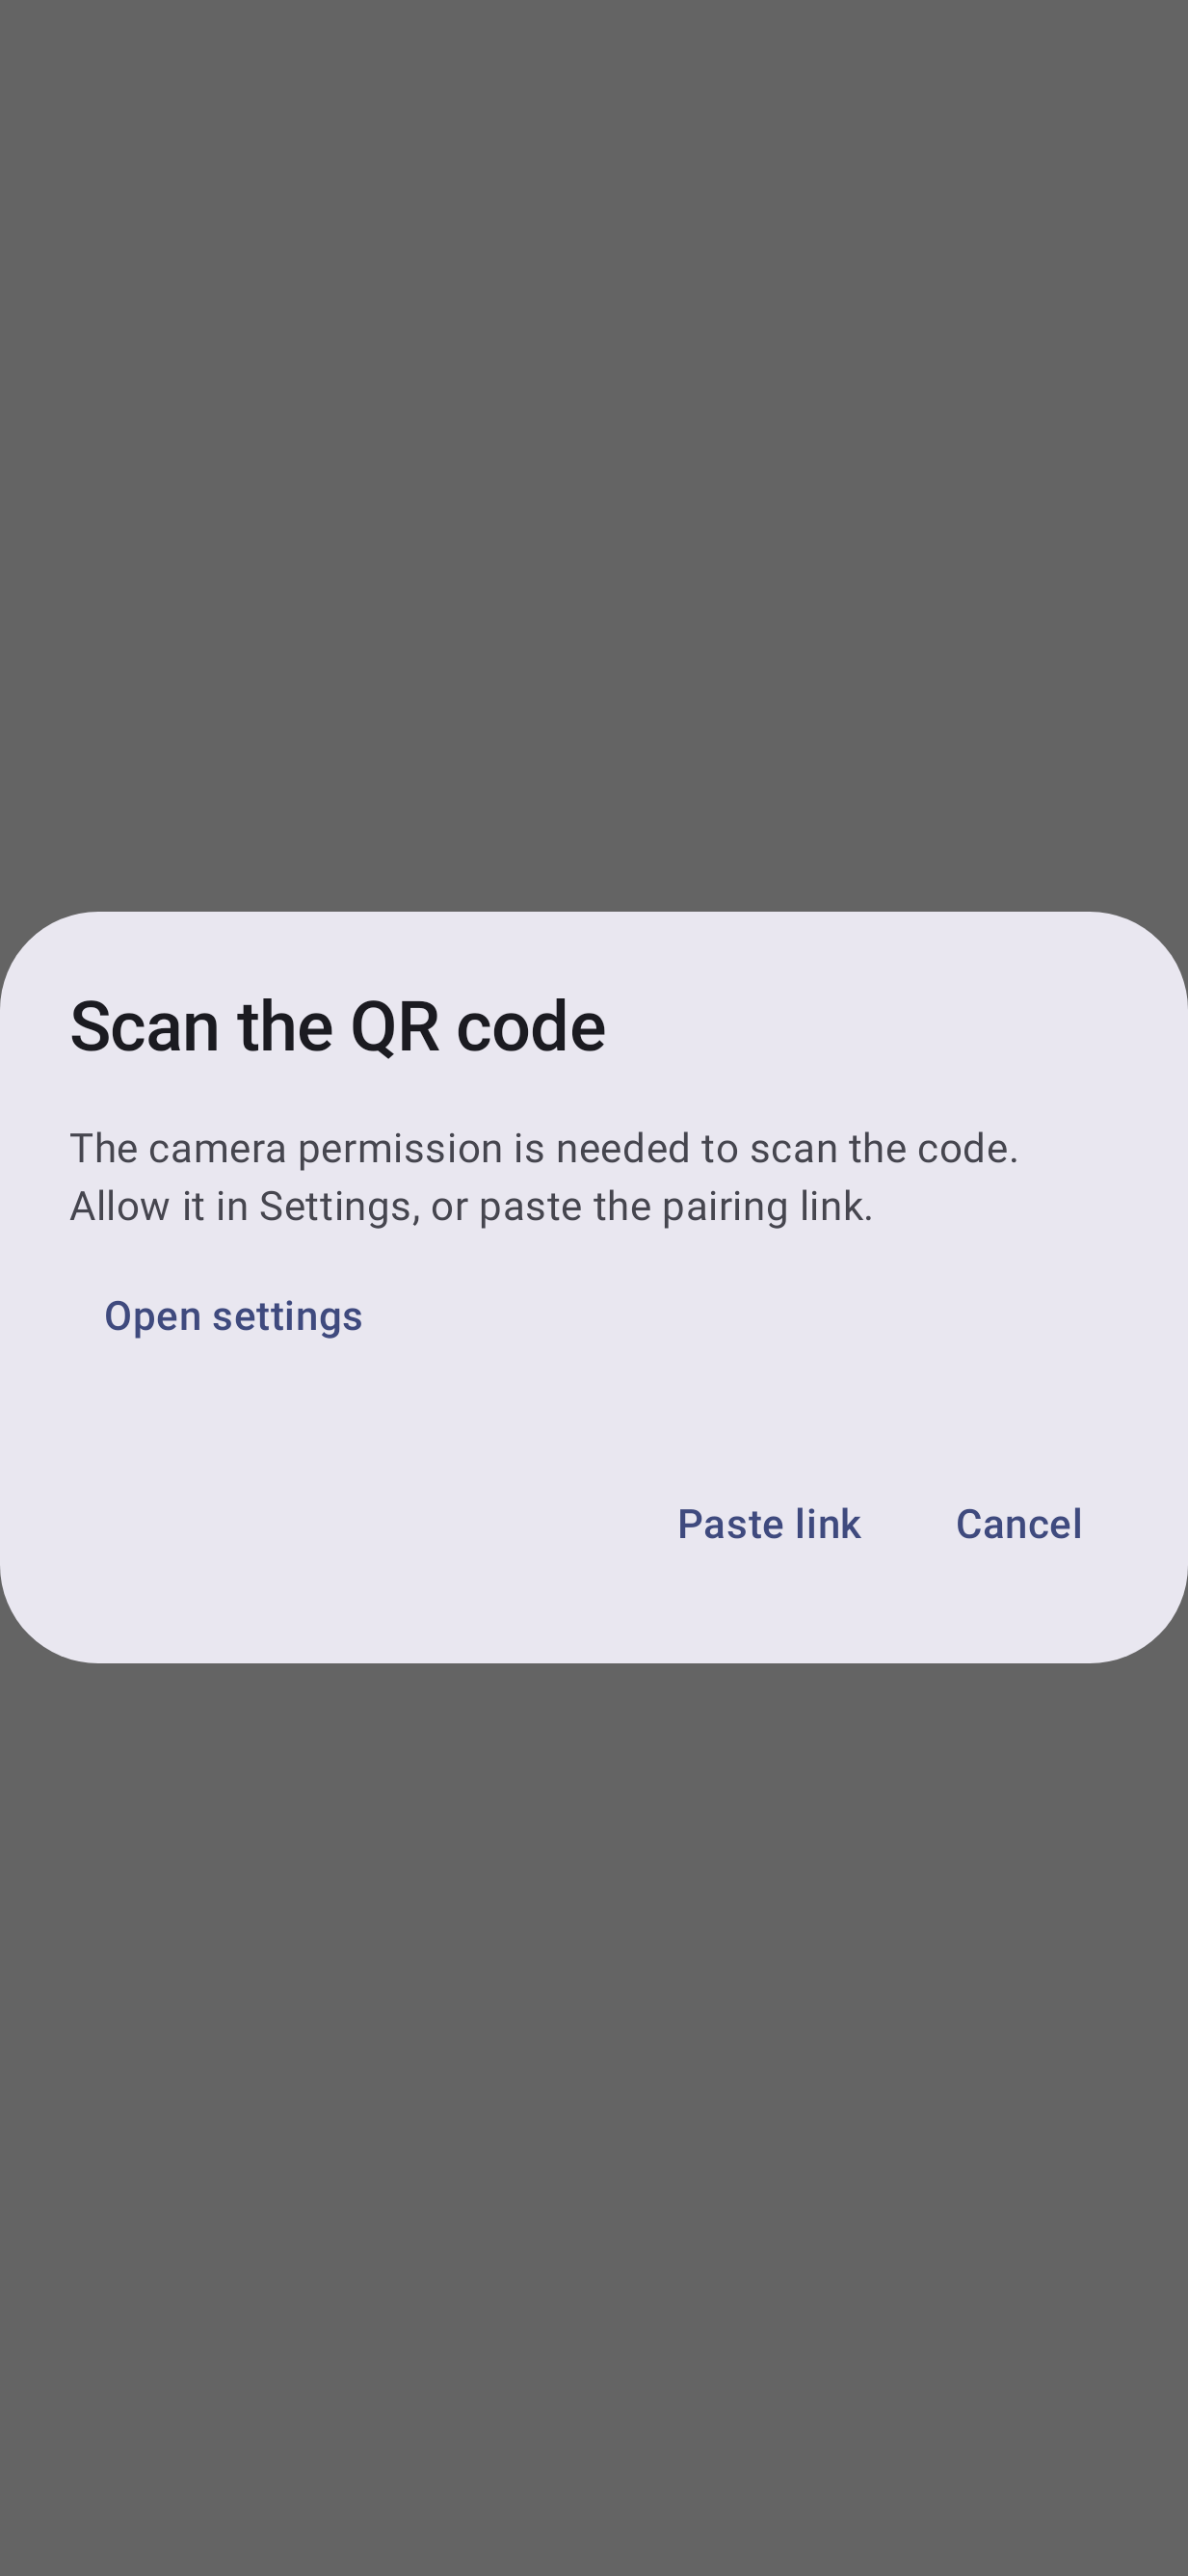 Scan the QR code
The camera permission is needed to scan the code.
Allow it in Settings, or paste the pairing link.
Open settings
Paste link
Cancel